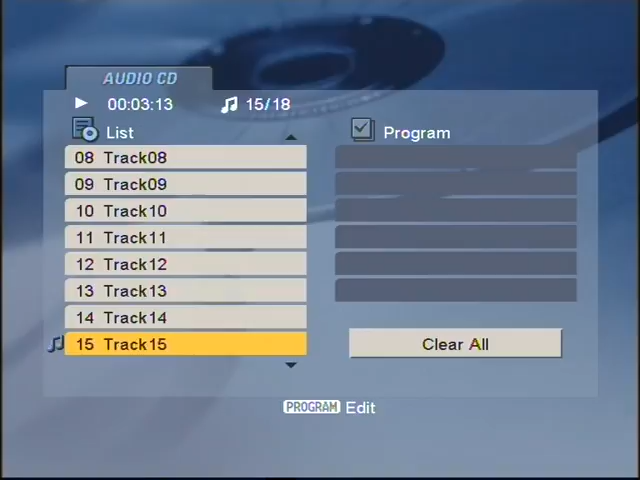 AUDIO CD
00:03:13 15/18
List
08 Track08
09 Track09
10 Track10
11 Track11
12 Track12
13 Track13
14 Track14
15 Track15
Program
Clear All
PROGRAM Edit